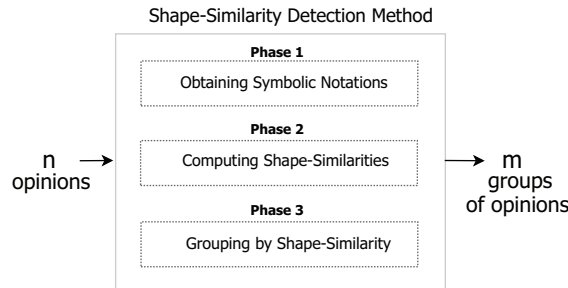 Shape-Similarity Detection Method
Phase 1
Obtaining Symbolic Notations
Phase 2
Computing Shape-Similarities
Phase 3
Grouping by Shape-Similarity
n
opinions
m
groups
of opinions